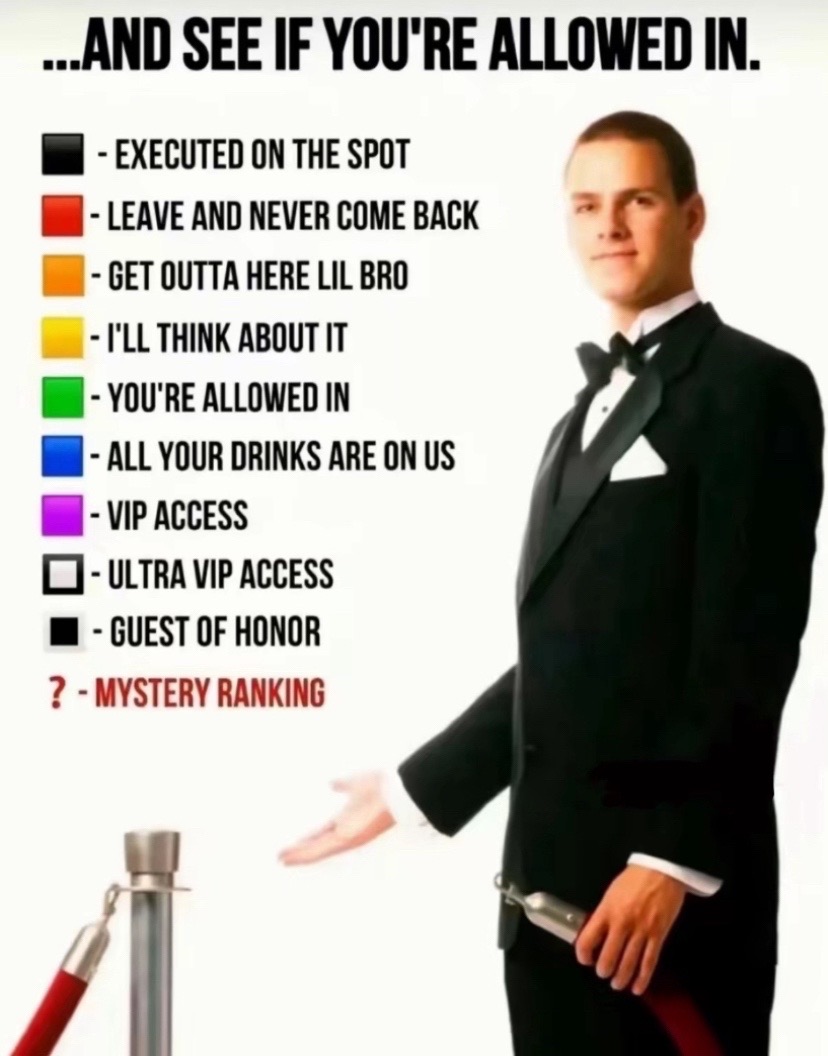 ...AND SEE IF YOU'RE ALLOWED IN.
- EXECUTED ON THE SPOT
- LEAVE AND NEVER COME BACK
- GET OUTTA HERE LIL BRO
- I'LL THINK ABOUT IT
- YOU'RE ALLOWED IN
- ALL YOUR DRINKS ARE ON US
- VIP ACCESS
- ULTRA VIP ACCESS
- GUEST OF HONOR
? - MYSTERY RANKING